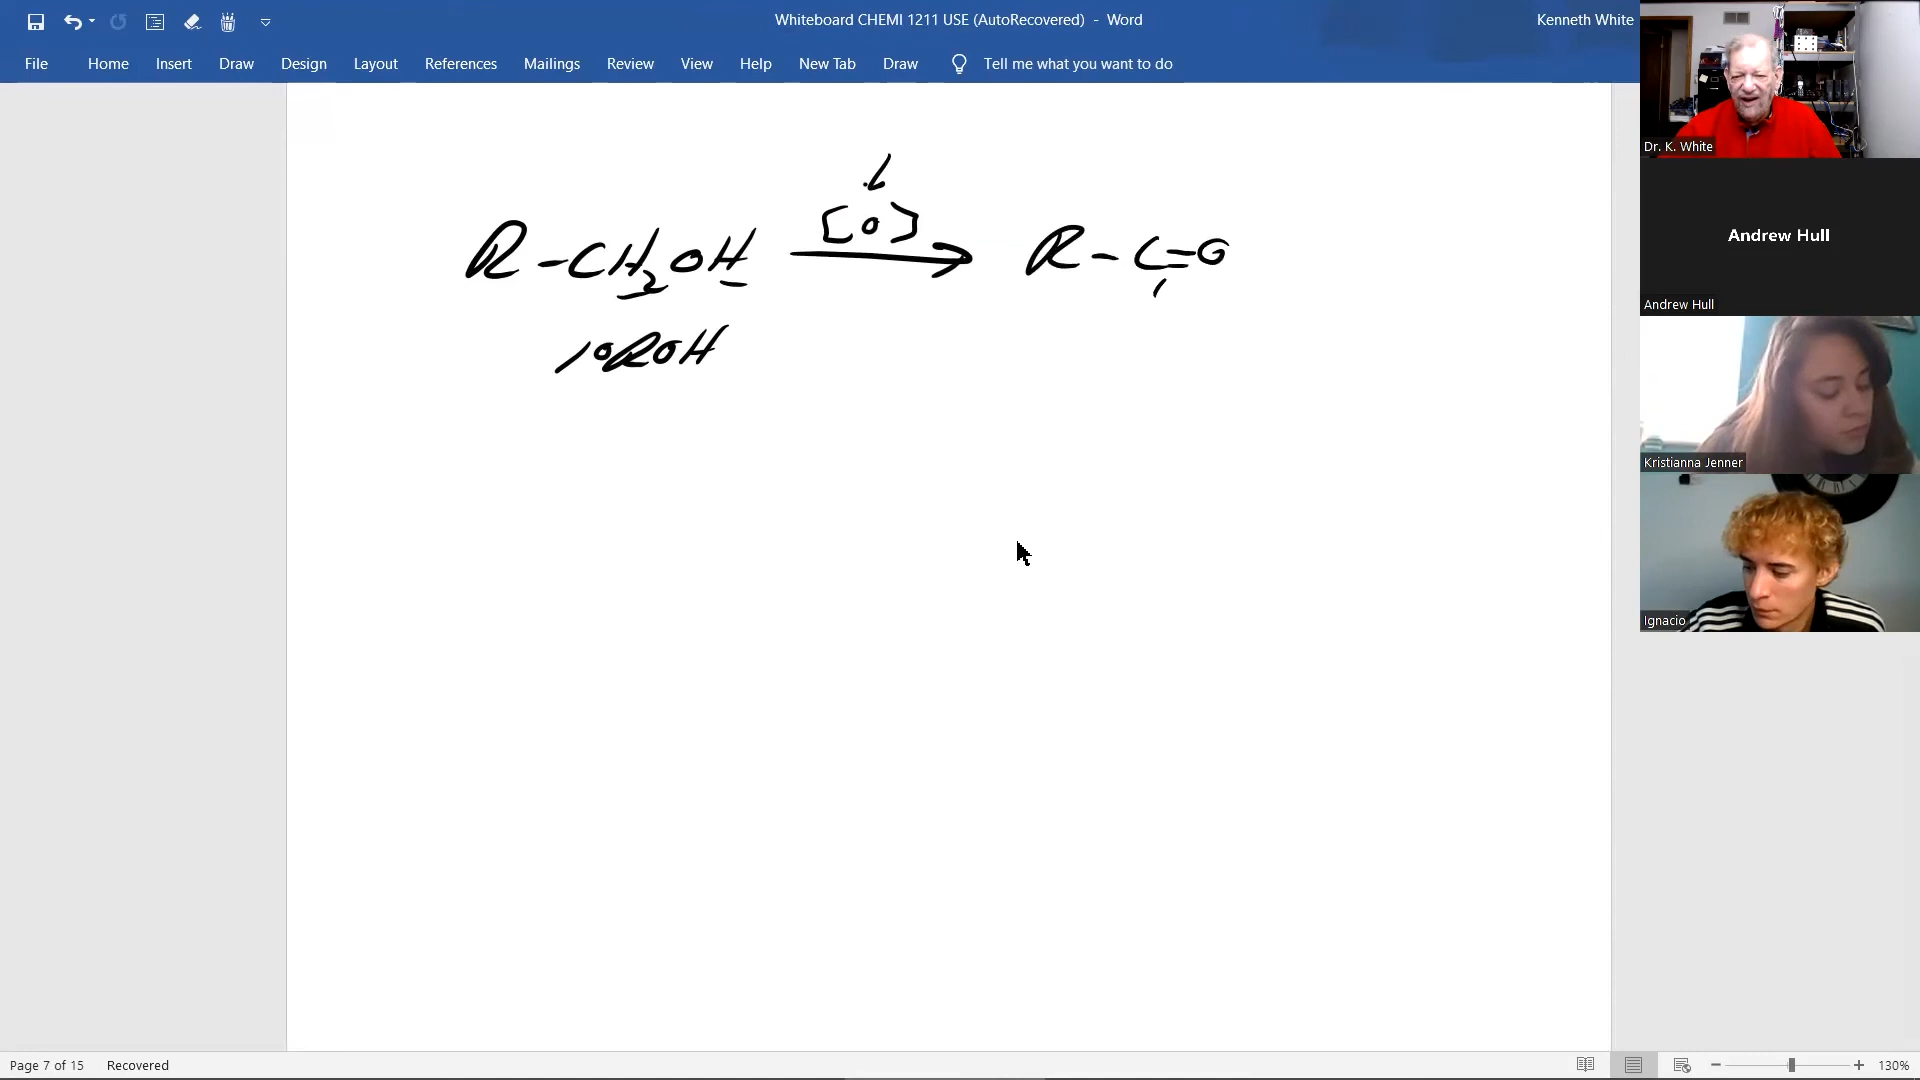 Whiteboard CHEMI 1211 USE (AutoRecovered) - Word
Kenneth White
File Home Insert Draw Design Layout References Mailings Review View Help New Tab Draw Tell me what you want to do
[O]
R-CH2OH → R-C=O
1°ROH
Dr. K. White
Andrew Hull
Andrew Hull
Kristianna Jenner
Ignacio
Page 7 of 15 Recovered
130%